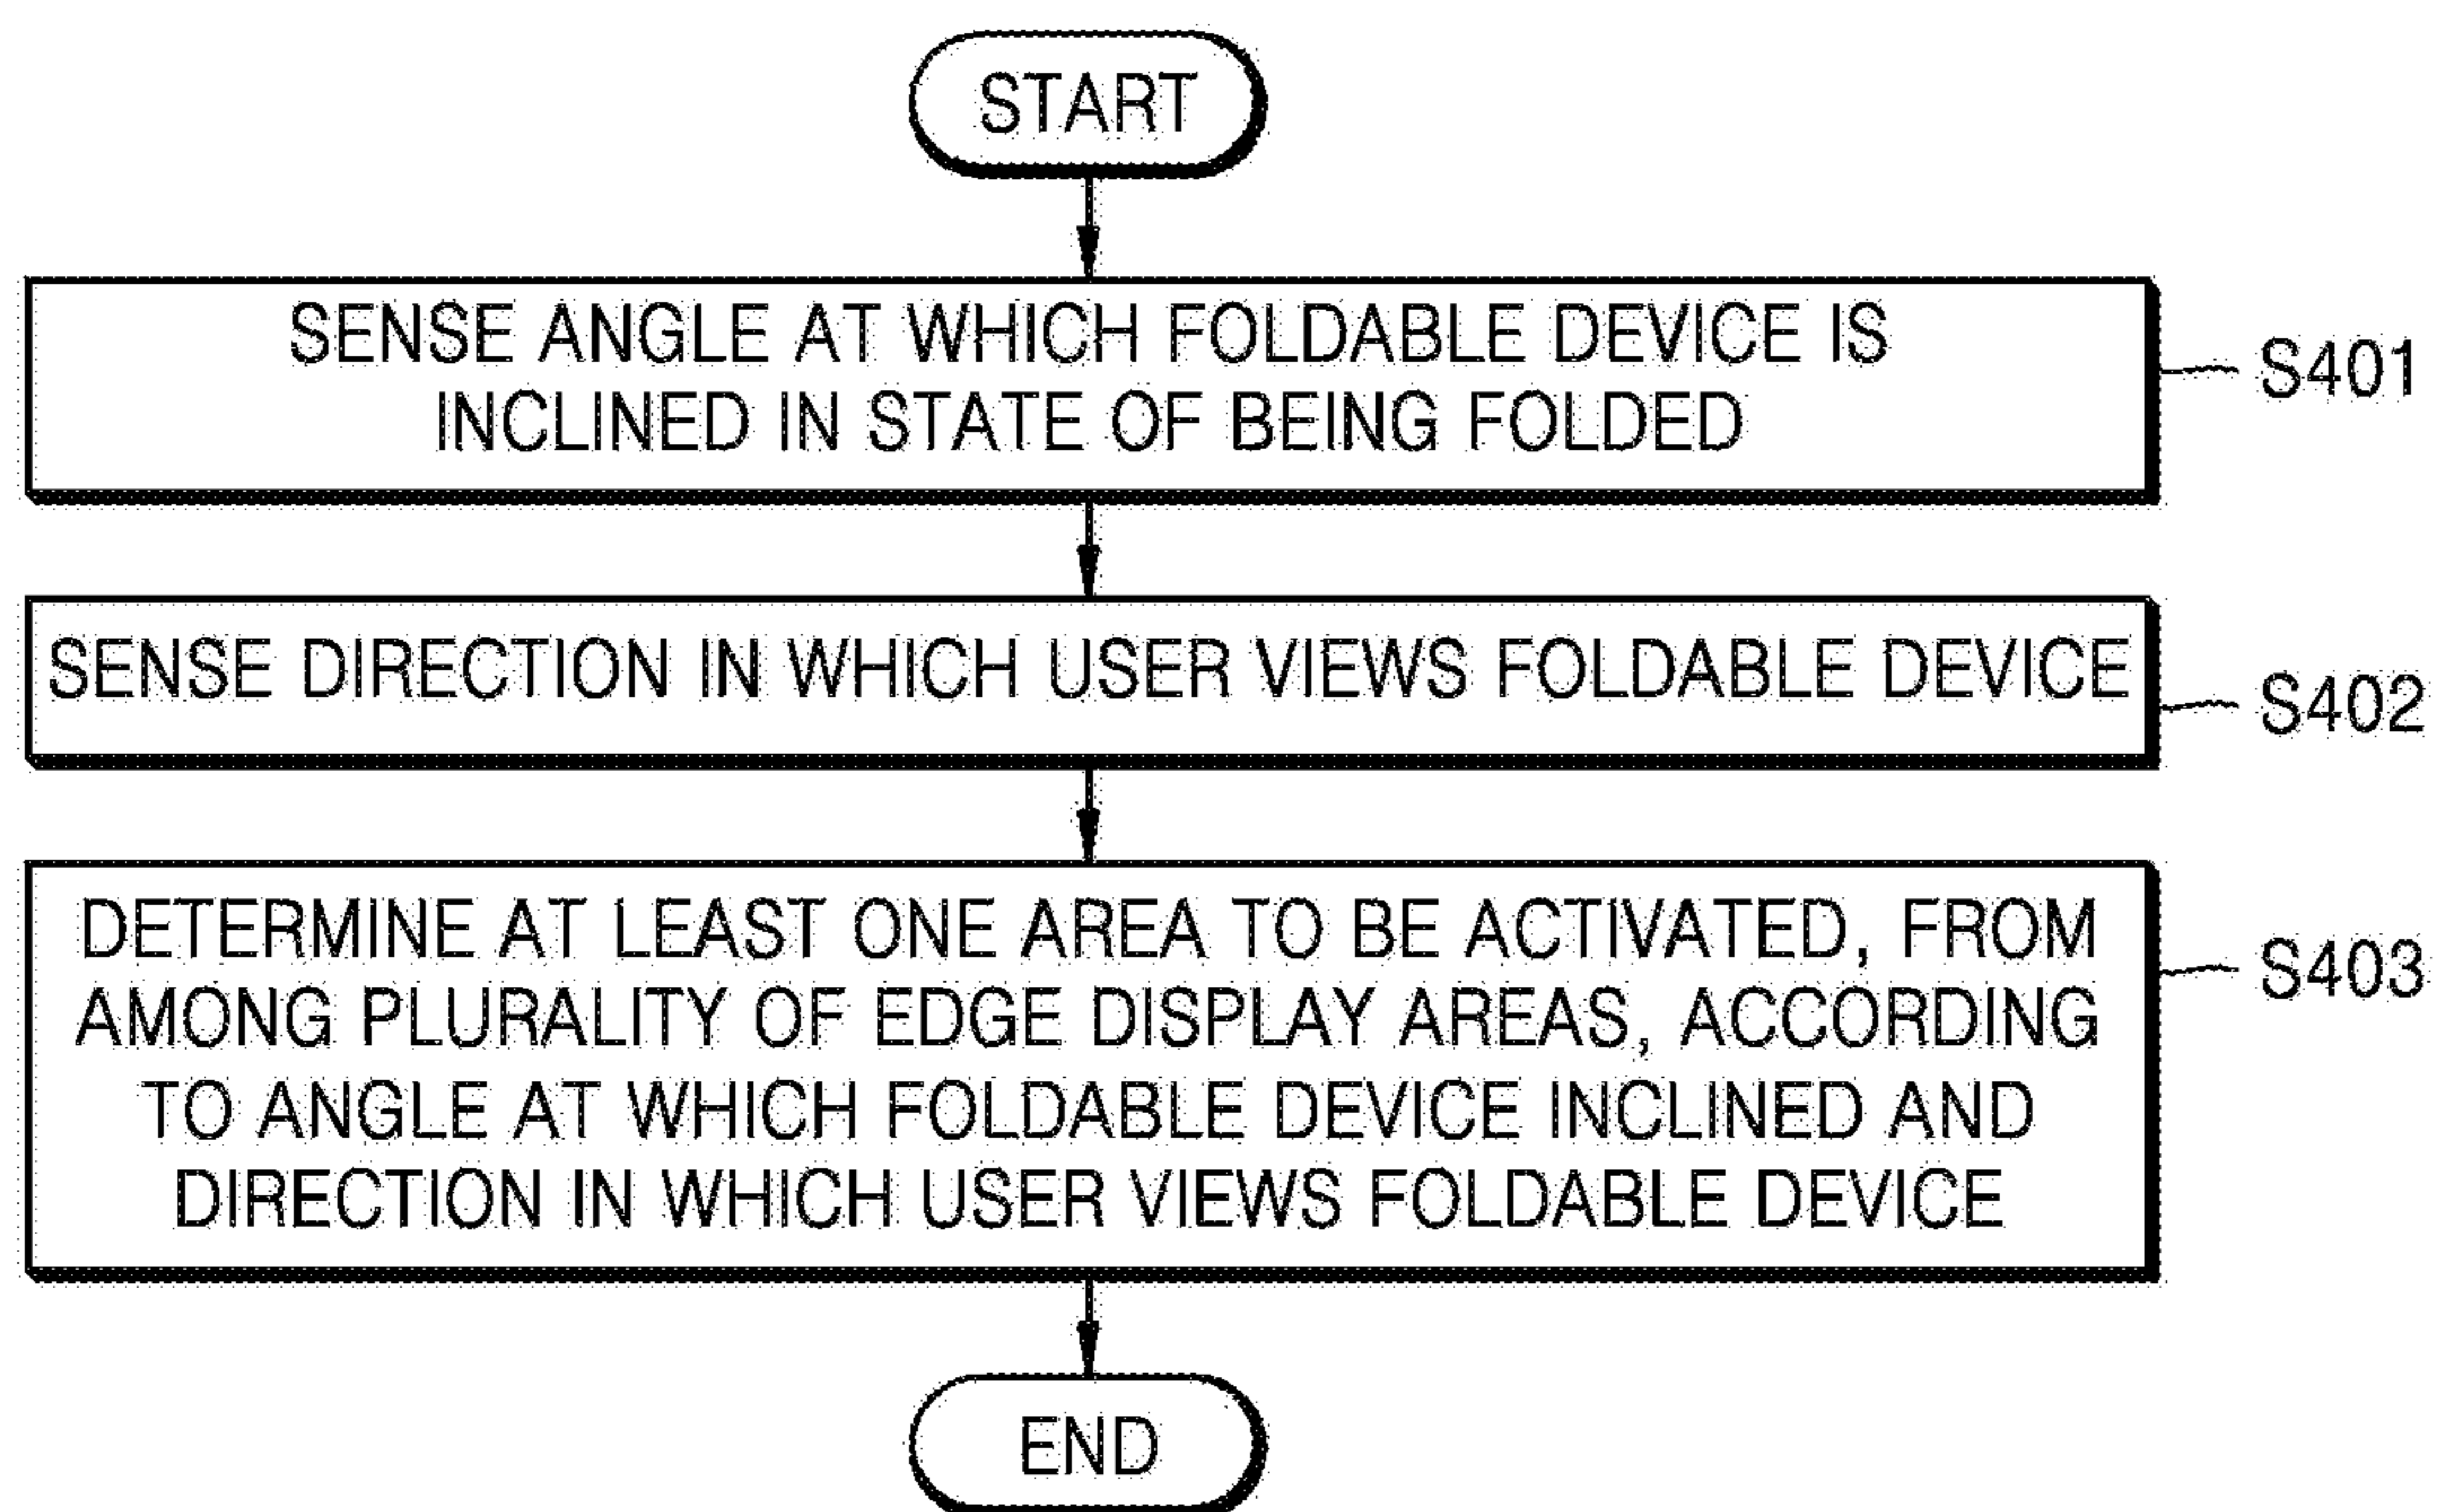 START
SENSE ANGLE AT WHICH FOLDABLE DEVICE IS
INCLINED IN STATE OF BEING FOLDED
S401
SENSE DIRECTION IN WHICH USER VIEWS FOLDABLE DEVICE
S402
DETERMINE AT LEAST ONE AREA TO BE ACTIVATED, FROM
AMONG PLURALITY OF EDGE DISPLAY AREAS, ACCORDING
TO ANGLE AT WHICH FOLDABLE DEVICE INCLINED AND
DIRECTION IN WHICH USER VIEWS FOLDABLE DEVICE
S403
END